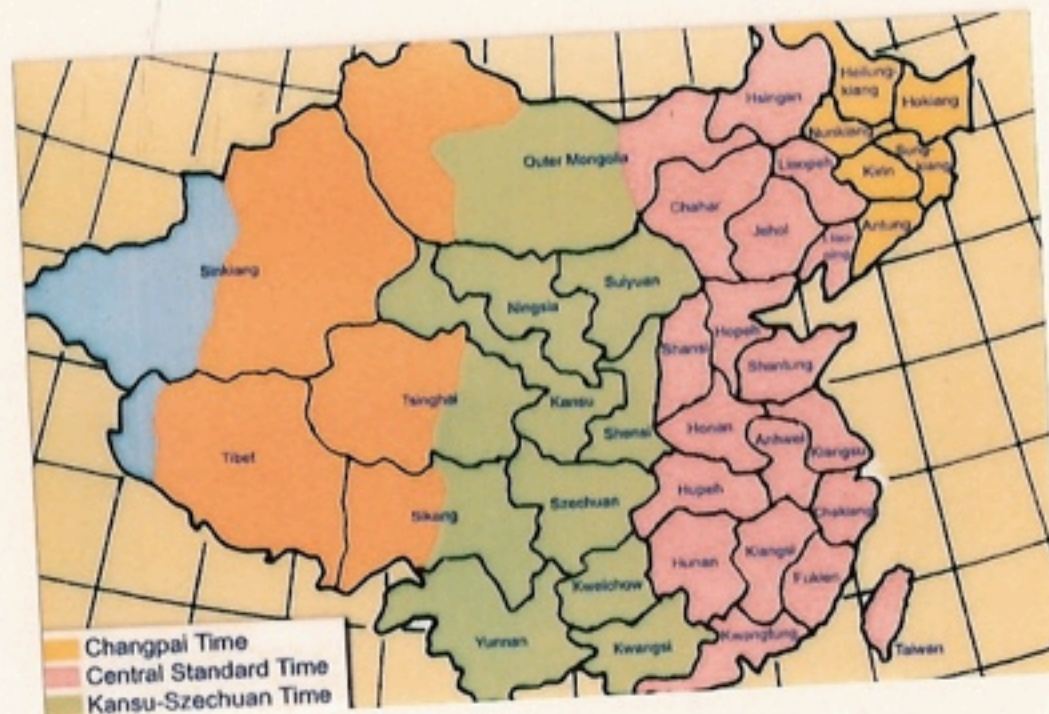 Hsingan
Heilung-
kiang
Hokiang
Nunkiang
Sung
kiang
Outer Mongolia
Liaopeh
Kirin
Chahar
Jehol
Antung
Liao-
ning
Sinkiang
Suiyuan
Ningsia
Hopeh
Shansi
Shantung
Tsinghai
Kansu
Shensi
Honan
Anhwei
Kiangsu
Tibet
Hupeh
Chekiang
Sikang
Szechuan
Hunan
Kiangsi
Fukien
Kweichow
Yunnan
Kwangsi
Kwangtung
Taiwan
Changpai Time
Central Standard Time
Kansu-Szechuan Time